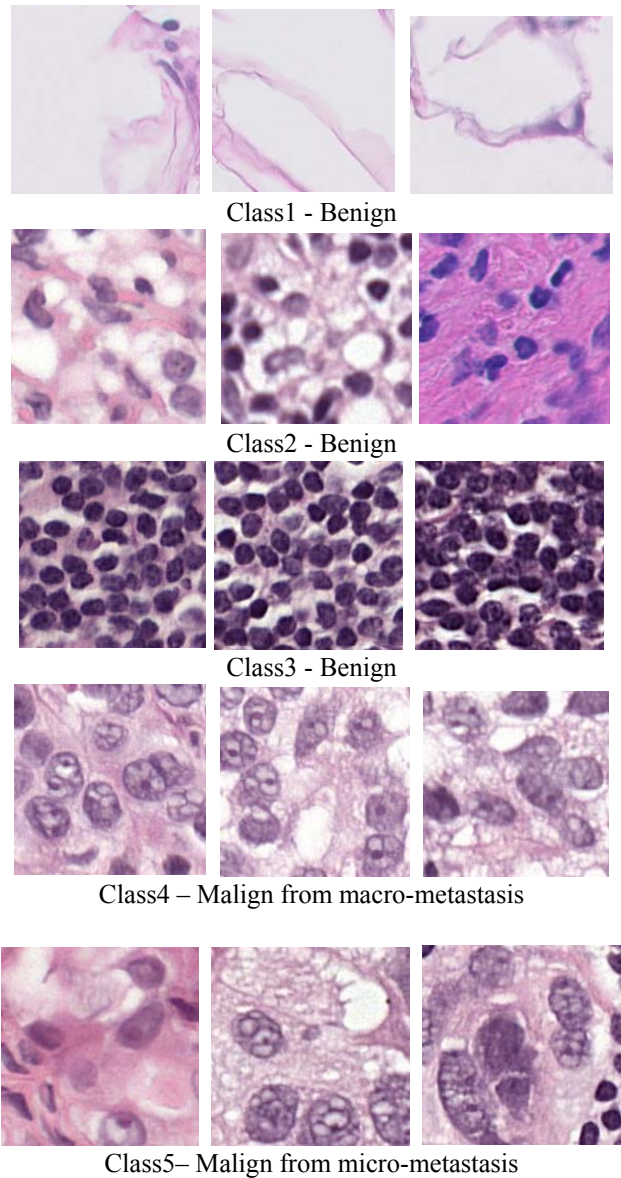 Class1 - Benign
Class2 - Benign
Class3 - Benign
Class4 – Malign from macro-metastasis
Class5– Malign from micro-metastasis